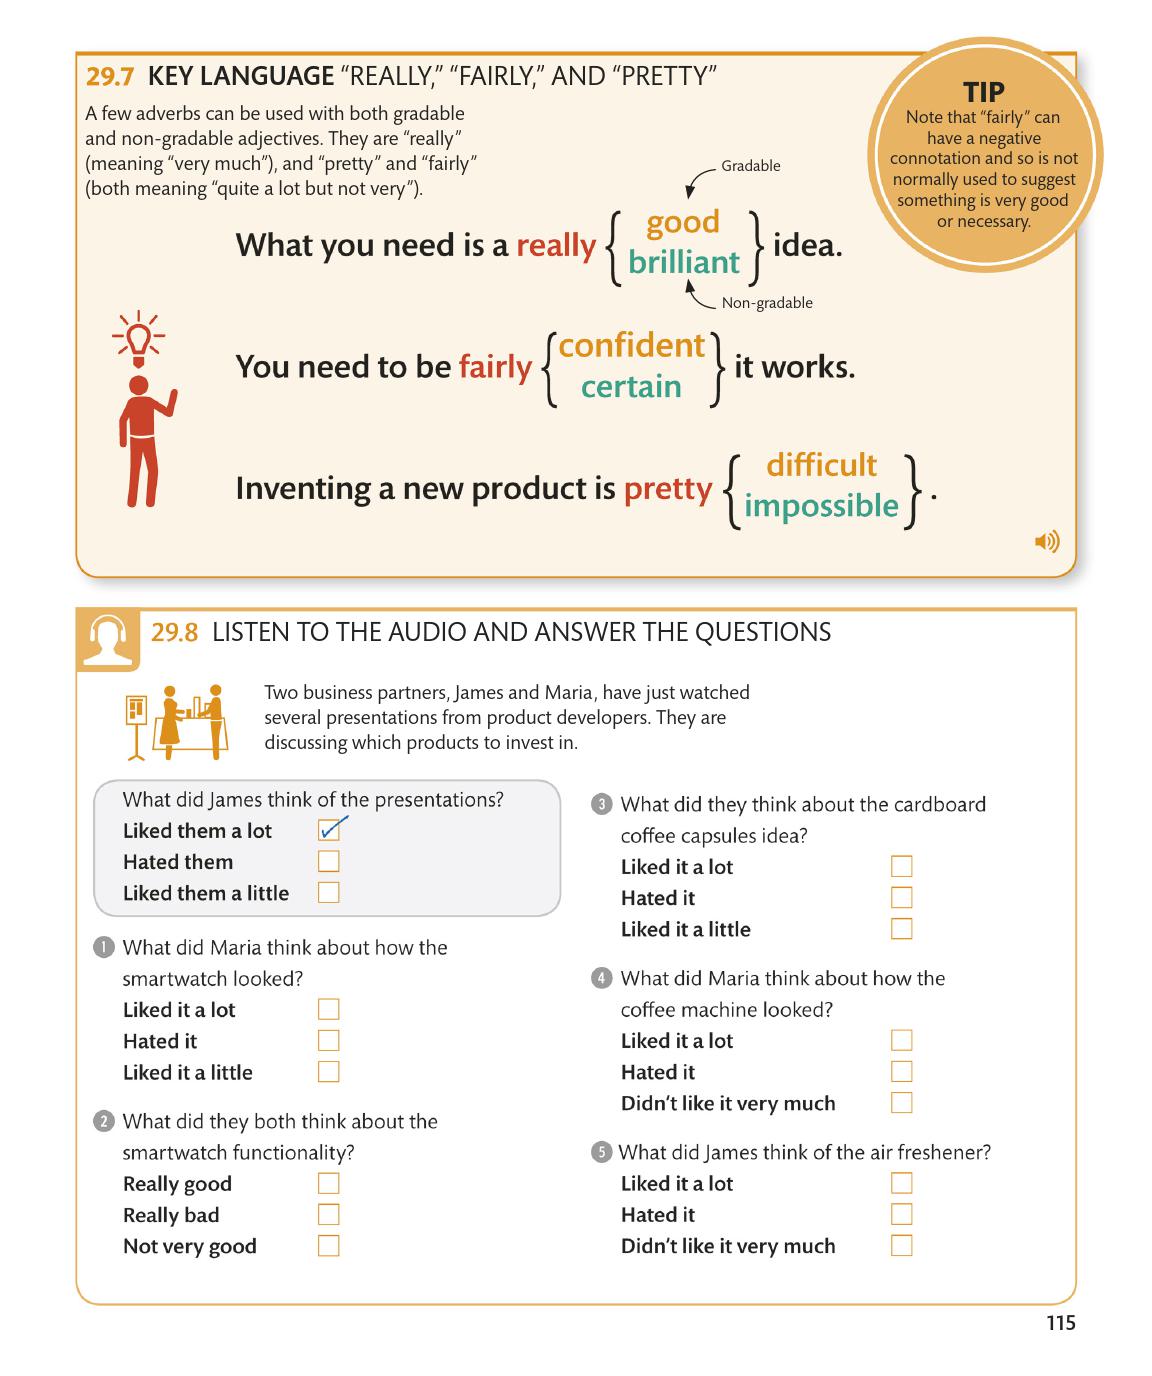 29.7 KEY LANGUAGE “REALLY,” “FAIRLY,” AND “PRETTY”
A few adverbs can be used with both gradable
and non-gradable adjectives. They are “really”
(meaning “very much”), and “pretty” and “fairly”
(both meaning “quite a lot but not very”).
TIP
Note that “fairly” can
have a negative
connotation and so is not
normally used to suggest
something is very good
or necessary.
Gradable
What you need is a really { good brilliant } idea.
Non-gradable
You need to be fairly { confident certain } it works.
Inventing a new product is pretty { difficult impossible } .
29.8 LISTEN TO THE AUDIO AND ANSWER THE QUESTIONS
Two business partners, James and Maria, have just watched
several presentations from product developers. They are
discussing which products to invest in.
What did James think of the presentations?
Liked them a lot
Hated them
Liked them a little
1 What did Maria think about how the
smartwatch looked?
Liked it a lot
Hated it
Liked it a little
2 What did they both think about the
smartwatch functionality?
Really good
Really bad
Not very good
3 What did they think about the cardboard
coffee capsules idea?
Liked it a lot
Hated it
Liked it a little
4 What did Maria think about how the
coffee machine looked?
Liked it a lot
Hated it
Didn’t like it very much
5 What did James think of the air freshener?
Liked it a lot
Hated it
Didn’t like it very much
115